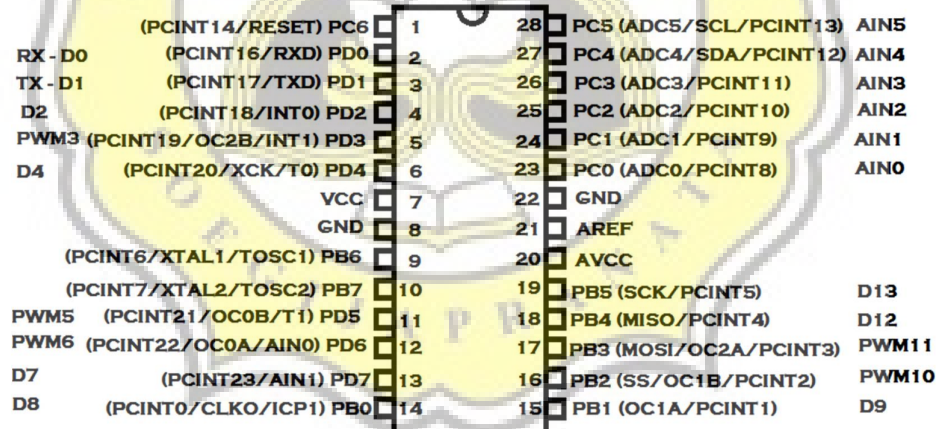 (PCINT14/RESET) PC6 1 28 PC5 (ADC5/SCL/PCINT13) AIN5
RX - D0 (PCINT16/RXD) PD0 2 27 PC4 (ADC4/SDA/PCINT12) AIN4
TX - D1 (PCINT17/TXD) PD1 3 26 PC3 (ADC3/PCINT11) AIN3
D2 (PCINT18/INT0) PD2 4 25 PC2 (ADC2/PCINT10) AIN2
PWM3 (PCINT19/OC2B/INT1) PD3 5 24 PC1 (ADC1/PCINT9) AIN1
D4 (PCINT20/XCK/T0) PD4 6 23 PC0 (ADC0/PCINT8) AIN0
VCC 7 22 GND
GND 8 21 AREF
(PCINT6/XTAL1/TOSC1) PB6 9 20 AVCC
(PCINT7/XTAL2/TOSC2) PB7 10 19 PB5 (SCK/PCINT5) D13
PWM5 (PCINT21/OC0B/T1) PD5 11 18 PB4 (MISO/PCINT4) D12
PWM6 (PCINT22/OC0A/AIN0) PD6 12 17 PB3 (MOSI/OC2A/PCINT3) PWM11
D7 (PCINT23/AIN1) PD7 13 16 PB2 (SS/OC1B/PCINT2) PWM10
D8 (PCINT0/CLKO/ICP1) PB0 14 15 PB1 (OC1A/PCINT1) D9